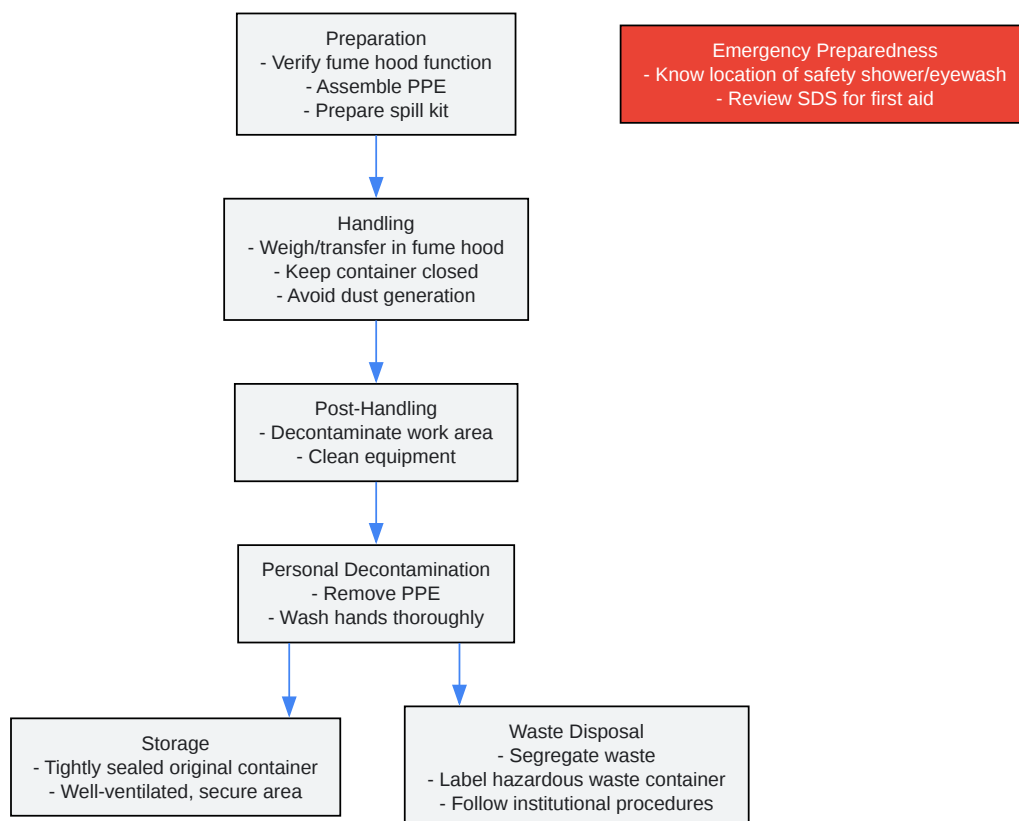 Preparation
- Verify fume hood function
- Assemble PPE
- Prepare spill kit
Emergency Preparedness
- Know location of safety shower/eyewash
- Review SDS for first aid
Handling
- Weigh/transfer in fume hood
- Keep container closed
- Avoid dust generation
Post-Handling
- Decontaminate work area
- Clean equipment
Personal Decontamination
- Remove PPE
- Wash hands thoroughly
Storage
- Tightly sealed original container
- Well-ventilated, secure area
Waste Disposal
- Segregate waste
- Label hazardous waste container
- Follow institutional procedures